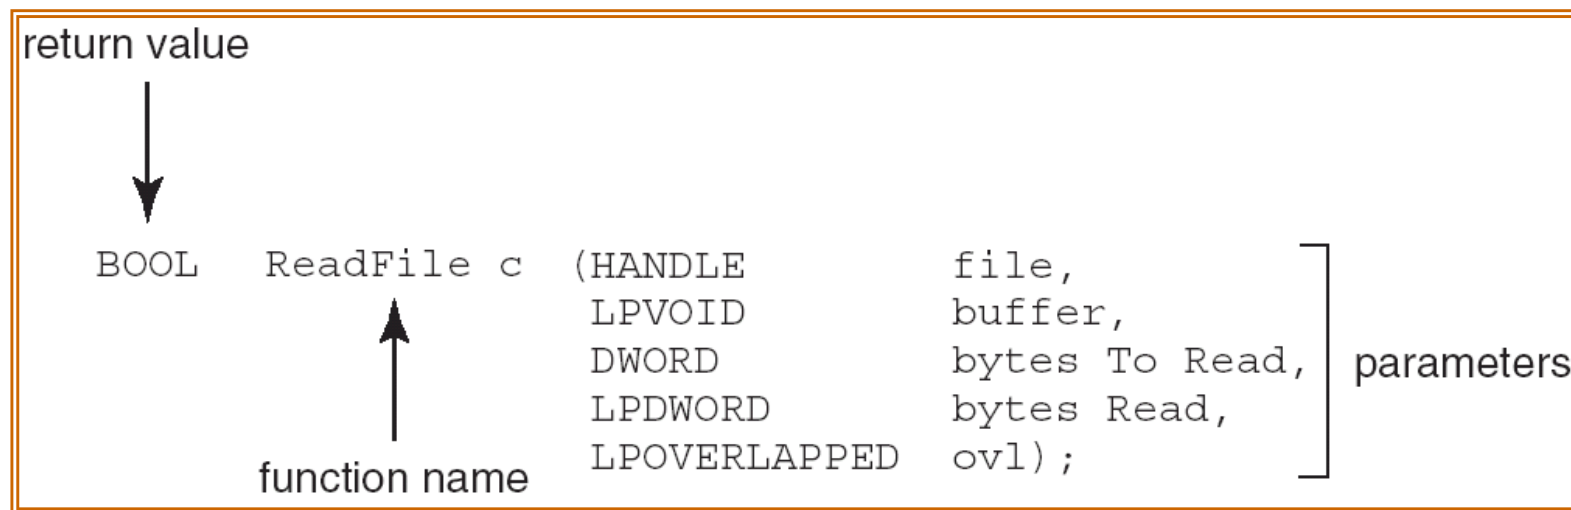 return value
BOOL ReadFile c (HANDLE file,
LPVOID buffer,
DWORD bytes To Read,
LPDWORD bytes Read,
LPOVERLAPPED ovl);
parameters
function name